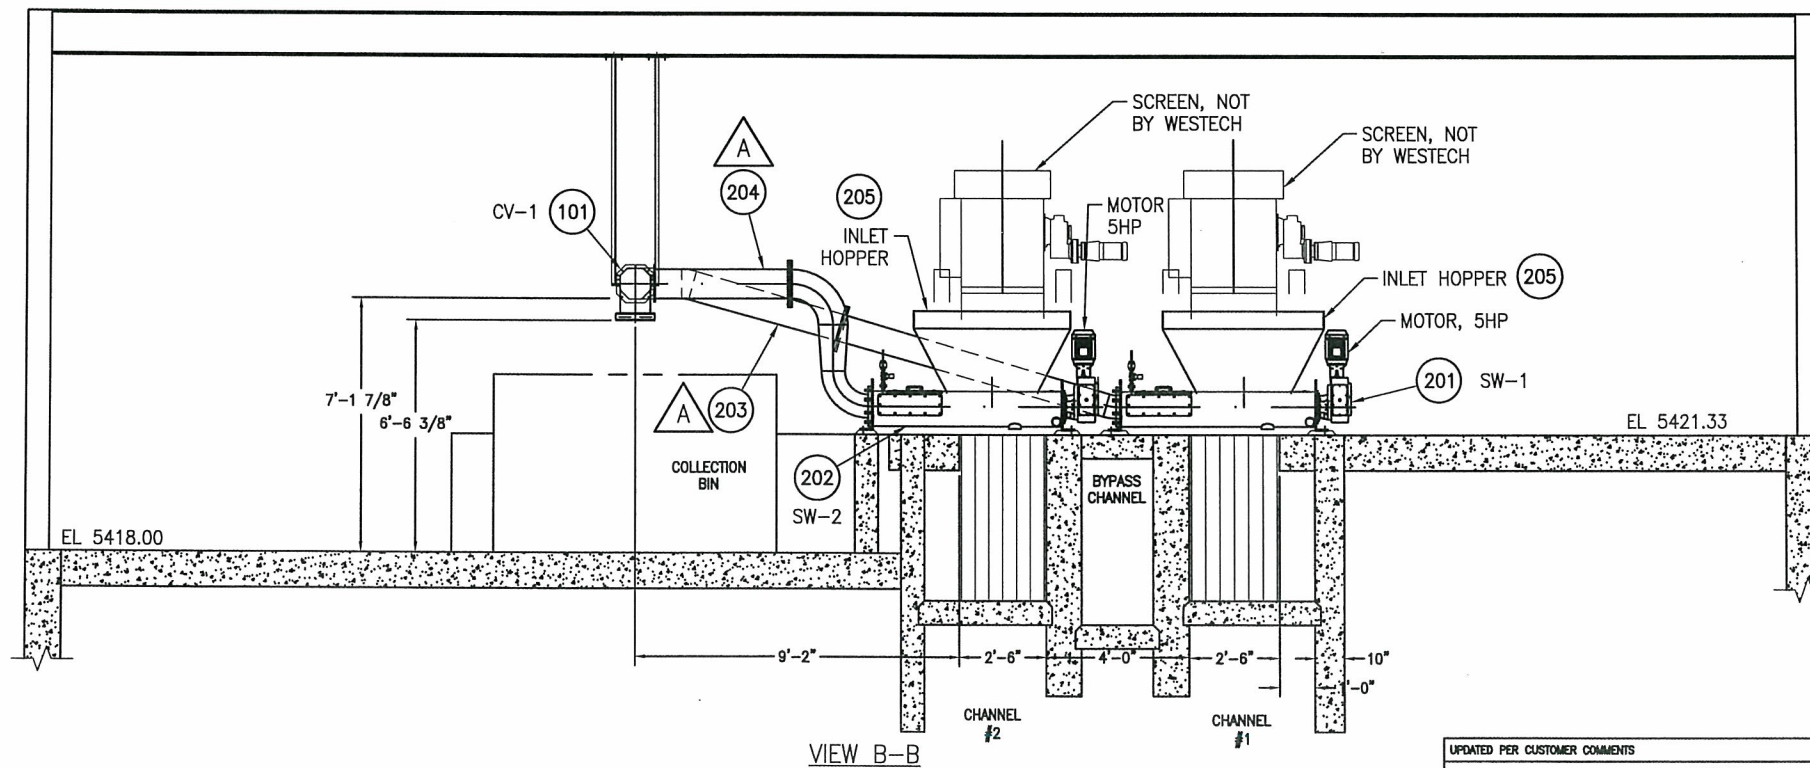 SCREEN, NOT
BY WESTECH
SCREEN, NOT
BY WESTECH
A
204
205
CV-1 101
MOTOR
5HP
INLET
HOPPER
INLET HOPPER 205
MOTOR, 5HP
201 SW-1
7'-1 7/8"
6'-6 3/8"
A 203
EL 5421.33
COLLECTION
BIN
202
SW-2
BYPASS
CHANNEL
EL 5418.00
9'-2"
2'-6"
4'-0"
2'-6"
10"
'-0"
CHANNEL
#2
CHANNEL
#1
VIEW B-B
UPDATED PER CUSTOMER COMMENTS